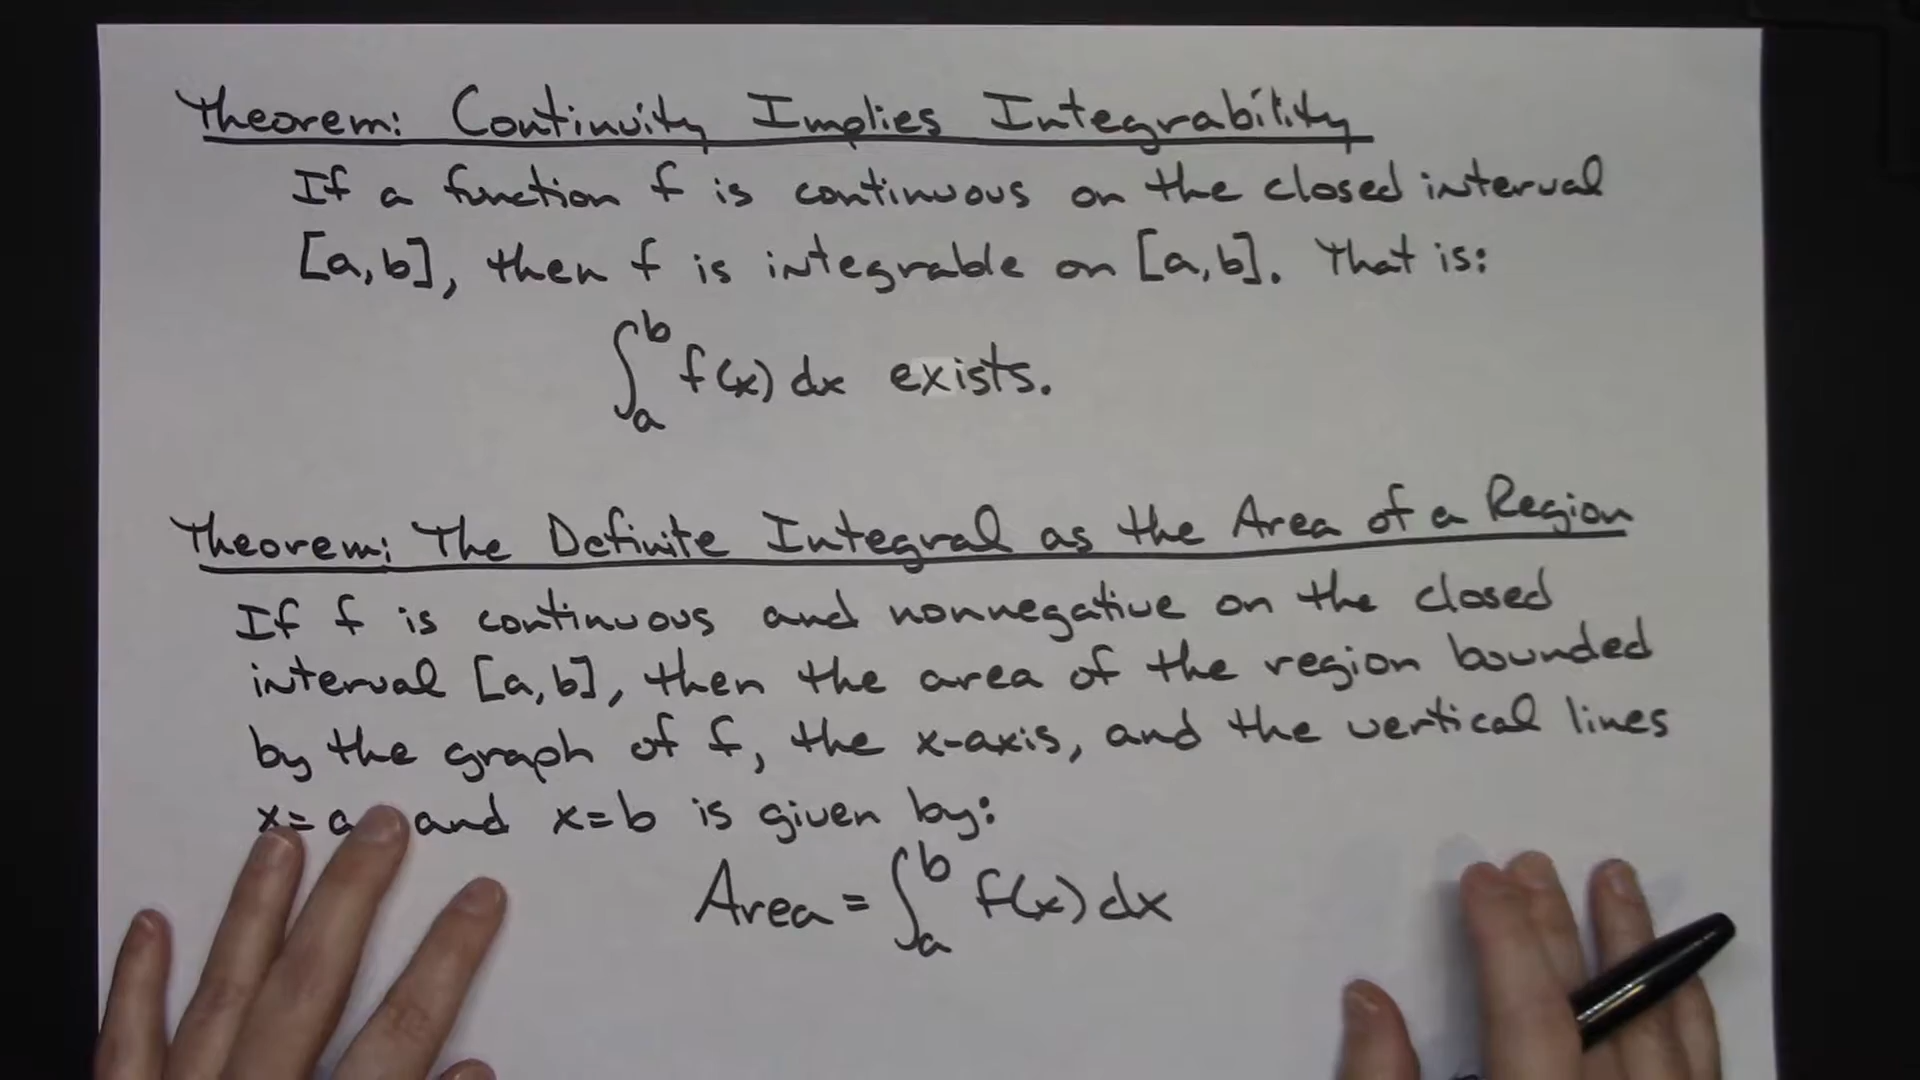 Theorem: Continuity Implies Integrability
If a function f is continuous on the closed interval
[a,b], then f is integrable on [a,b]. That is:
∫_a^b f(x) dx exists.
Theorem: The Definite Integral as the Area of a Region
If f is continuous and nonnegative on the closed
interval [a,b], then the area of the region bounded
by the graph of f, the x-axis, and the vertical lines
x=a and x=b is given by:
Area = ∫_a^b f(x) dx